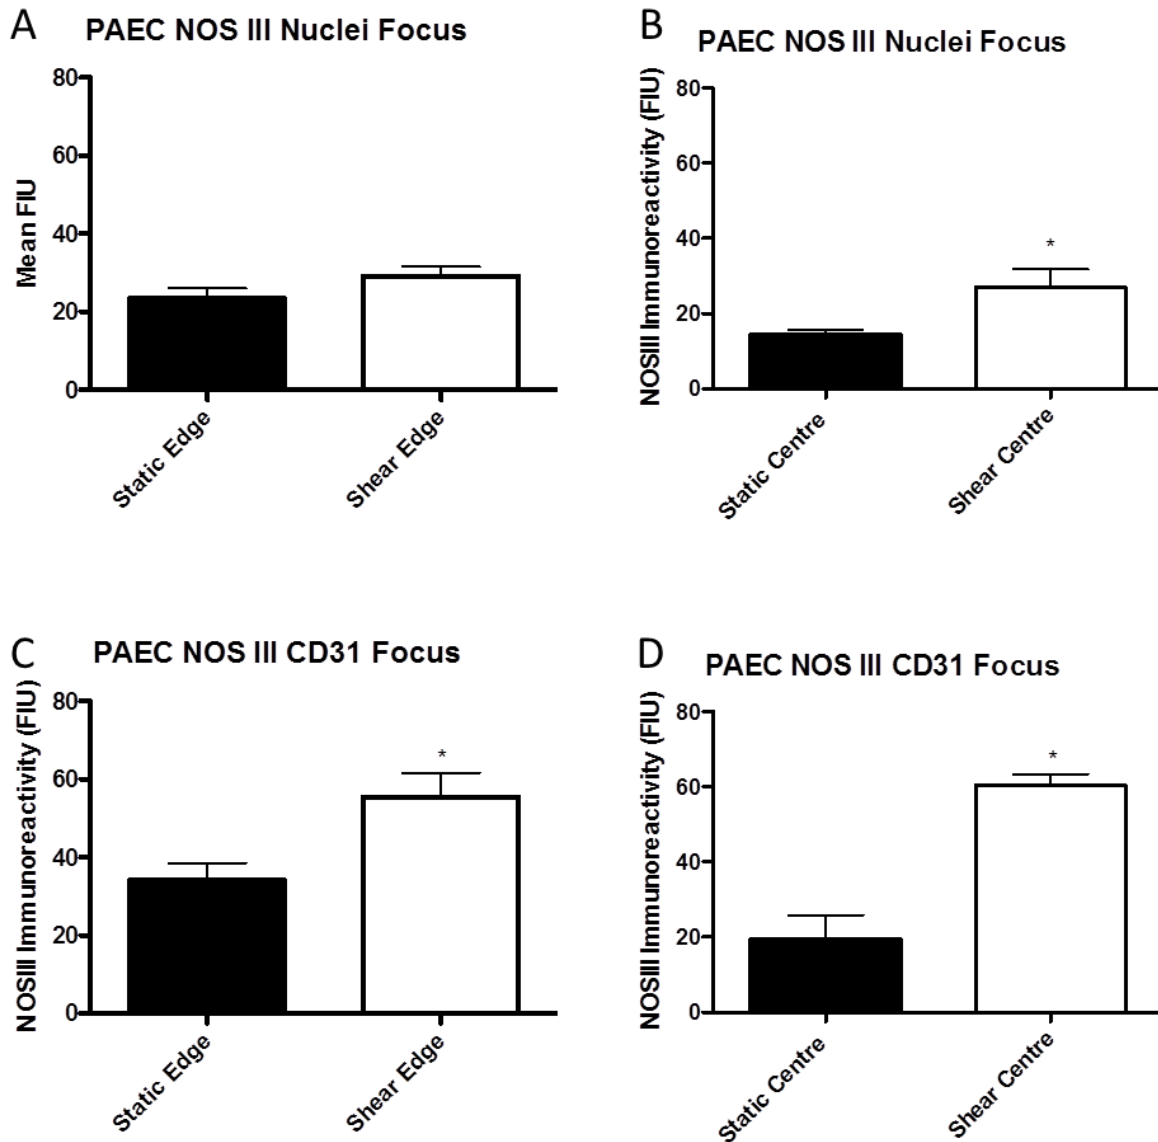 A
PAEC NOS III Nuclei Focus
80
60
40
20
0
Mean FIU
Static Edge
Shear Edge
B
PAEC NOS III Nuclei Focus
80
60
40
20
0
NOSIII Immunoreactivity (FIU)
*
Static Centre
Shear Centre
C
PAEC NOS III CD31 Focus
80
60
40
20
0
NOSIII Immunoreactivity (FIU)
*
Static Edge
Shear Edge
D
PAEC NOS III CD31 Focus
80
60
40
20
0
NOSIII Immunoreactivity (FIU)
*
Static Centre
Shear Centre